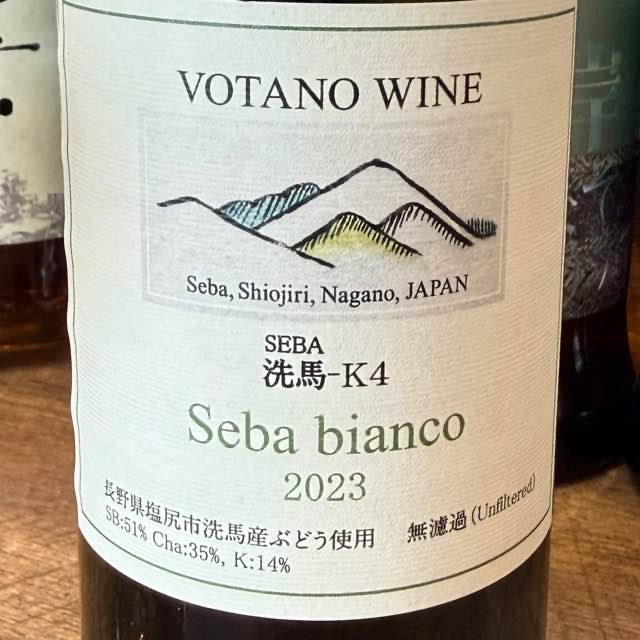 VOTANO WINE
Seba, Shiojiri, Nagano, JAPAN
SEBA
洗馬-K4
Seba bianco
2023
長野県塩尻市洗馬産ぶどう使用 無濾過 (Unfiltered)
SB:51% Cha:35%, K:14%